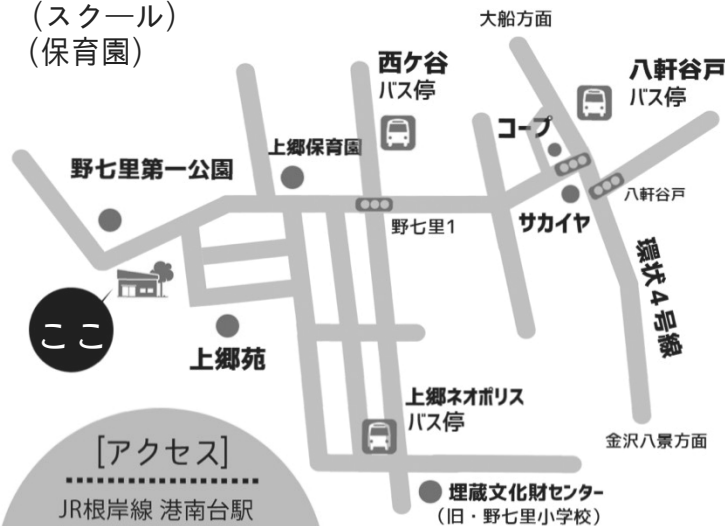 (スクール)
(保育園)
大船方面
西ケ谷
バス停
八軒谷戸
バス停
コープ
上郷保育園
野七里第一公園
八軒谷戸
サカイヤ
野七里1
環状4号線
ここ
上郷苑
上郷ネオポリス
バス停
金沢八景方面
[アクセス]
JR根岸線 港南台駅
埋蔵文化財センター
(旧・野七里小学校)